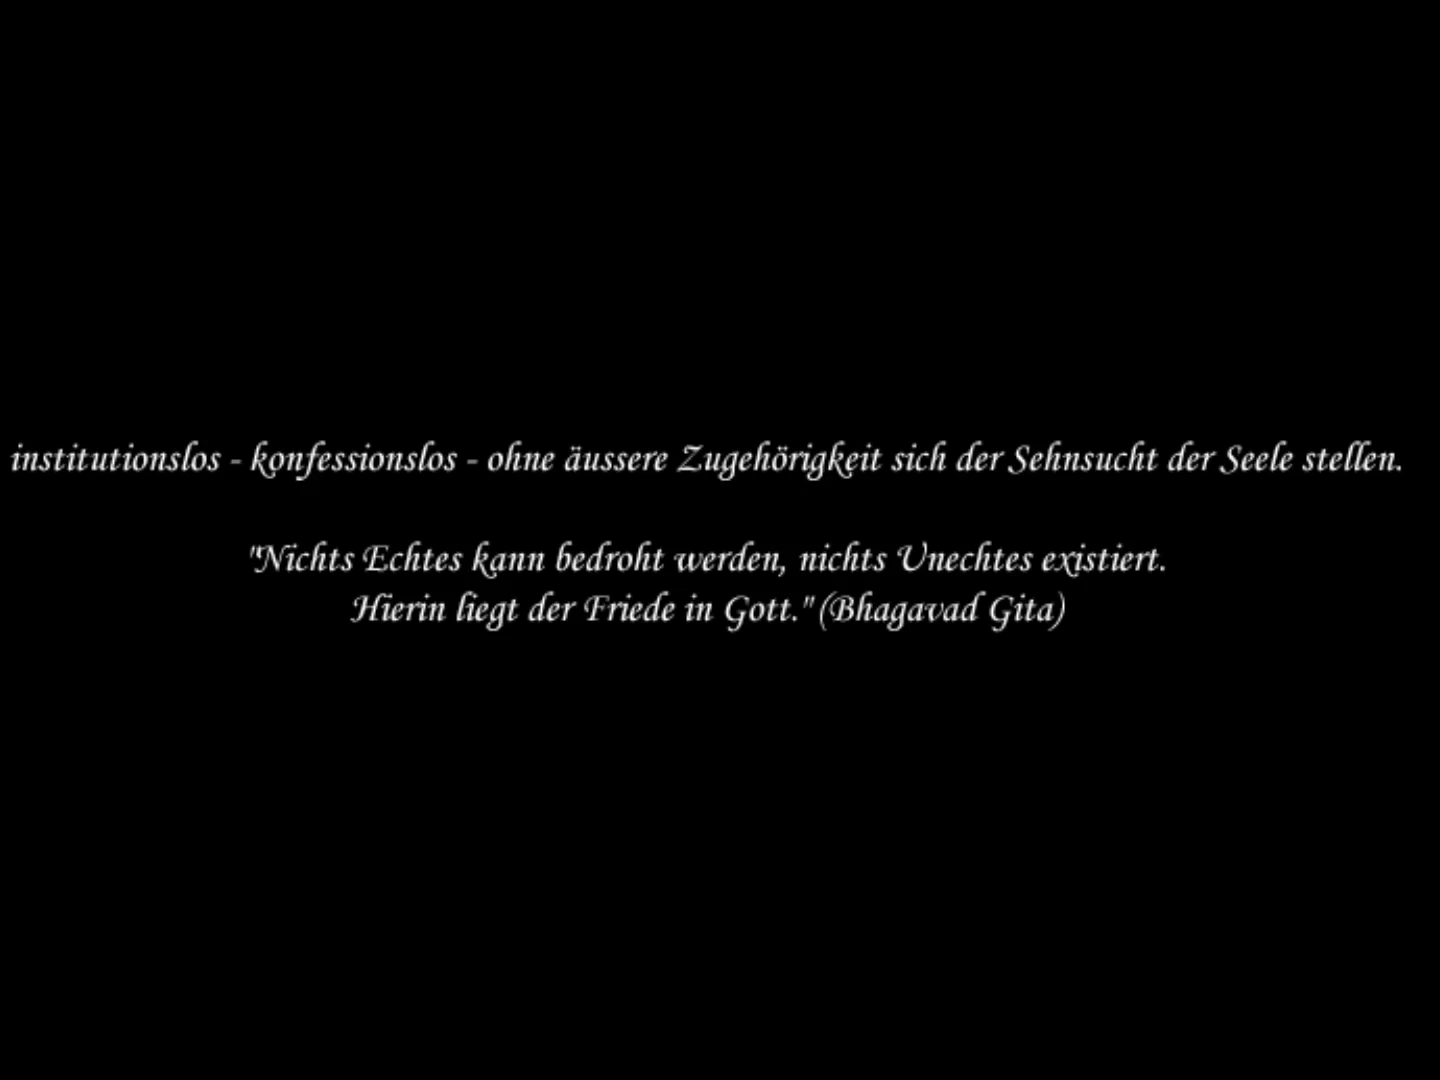 institutionslos - konfessionslos - ohne äussere Zugehörigkeit sich der Sehnsucht der Seele stellen.
"Nichts Echtes kann bedroht werden, nichts Unechtes existiert.
Hierin liegt der Friede in Gott." (Bhagavad Gita)